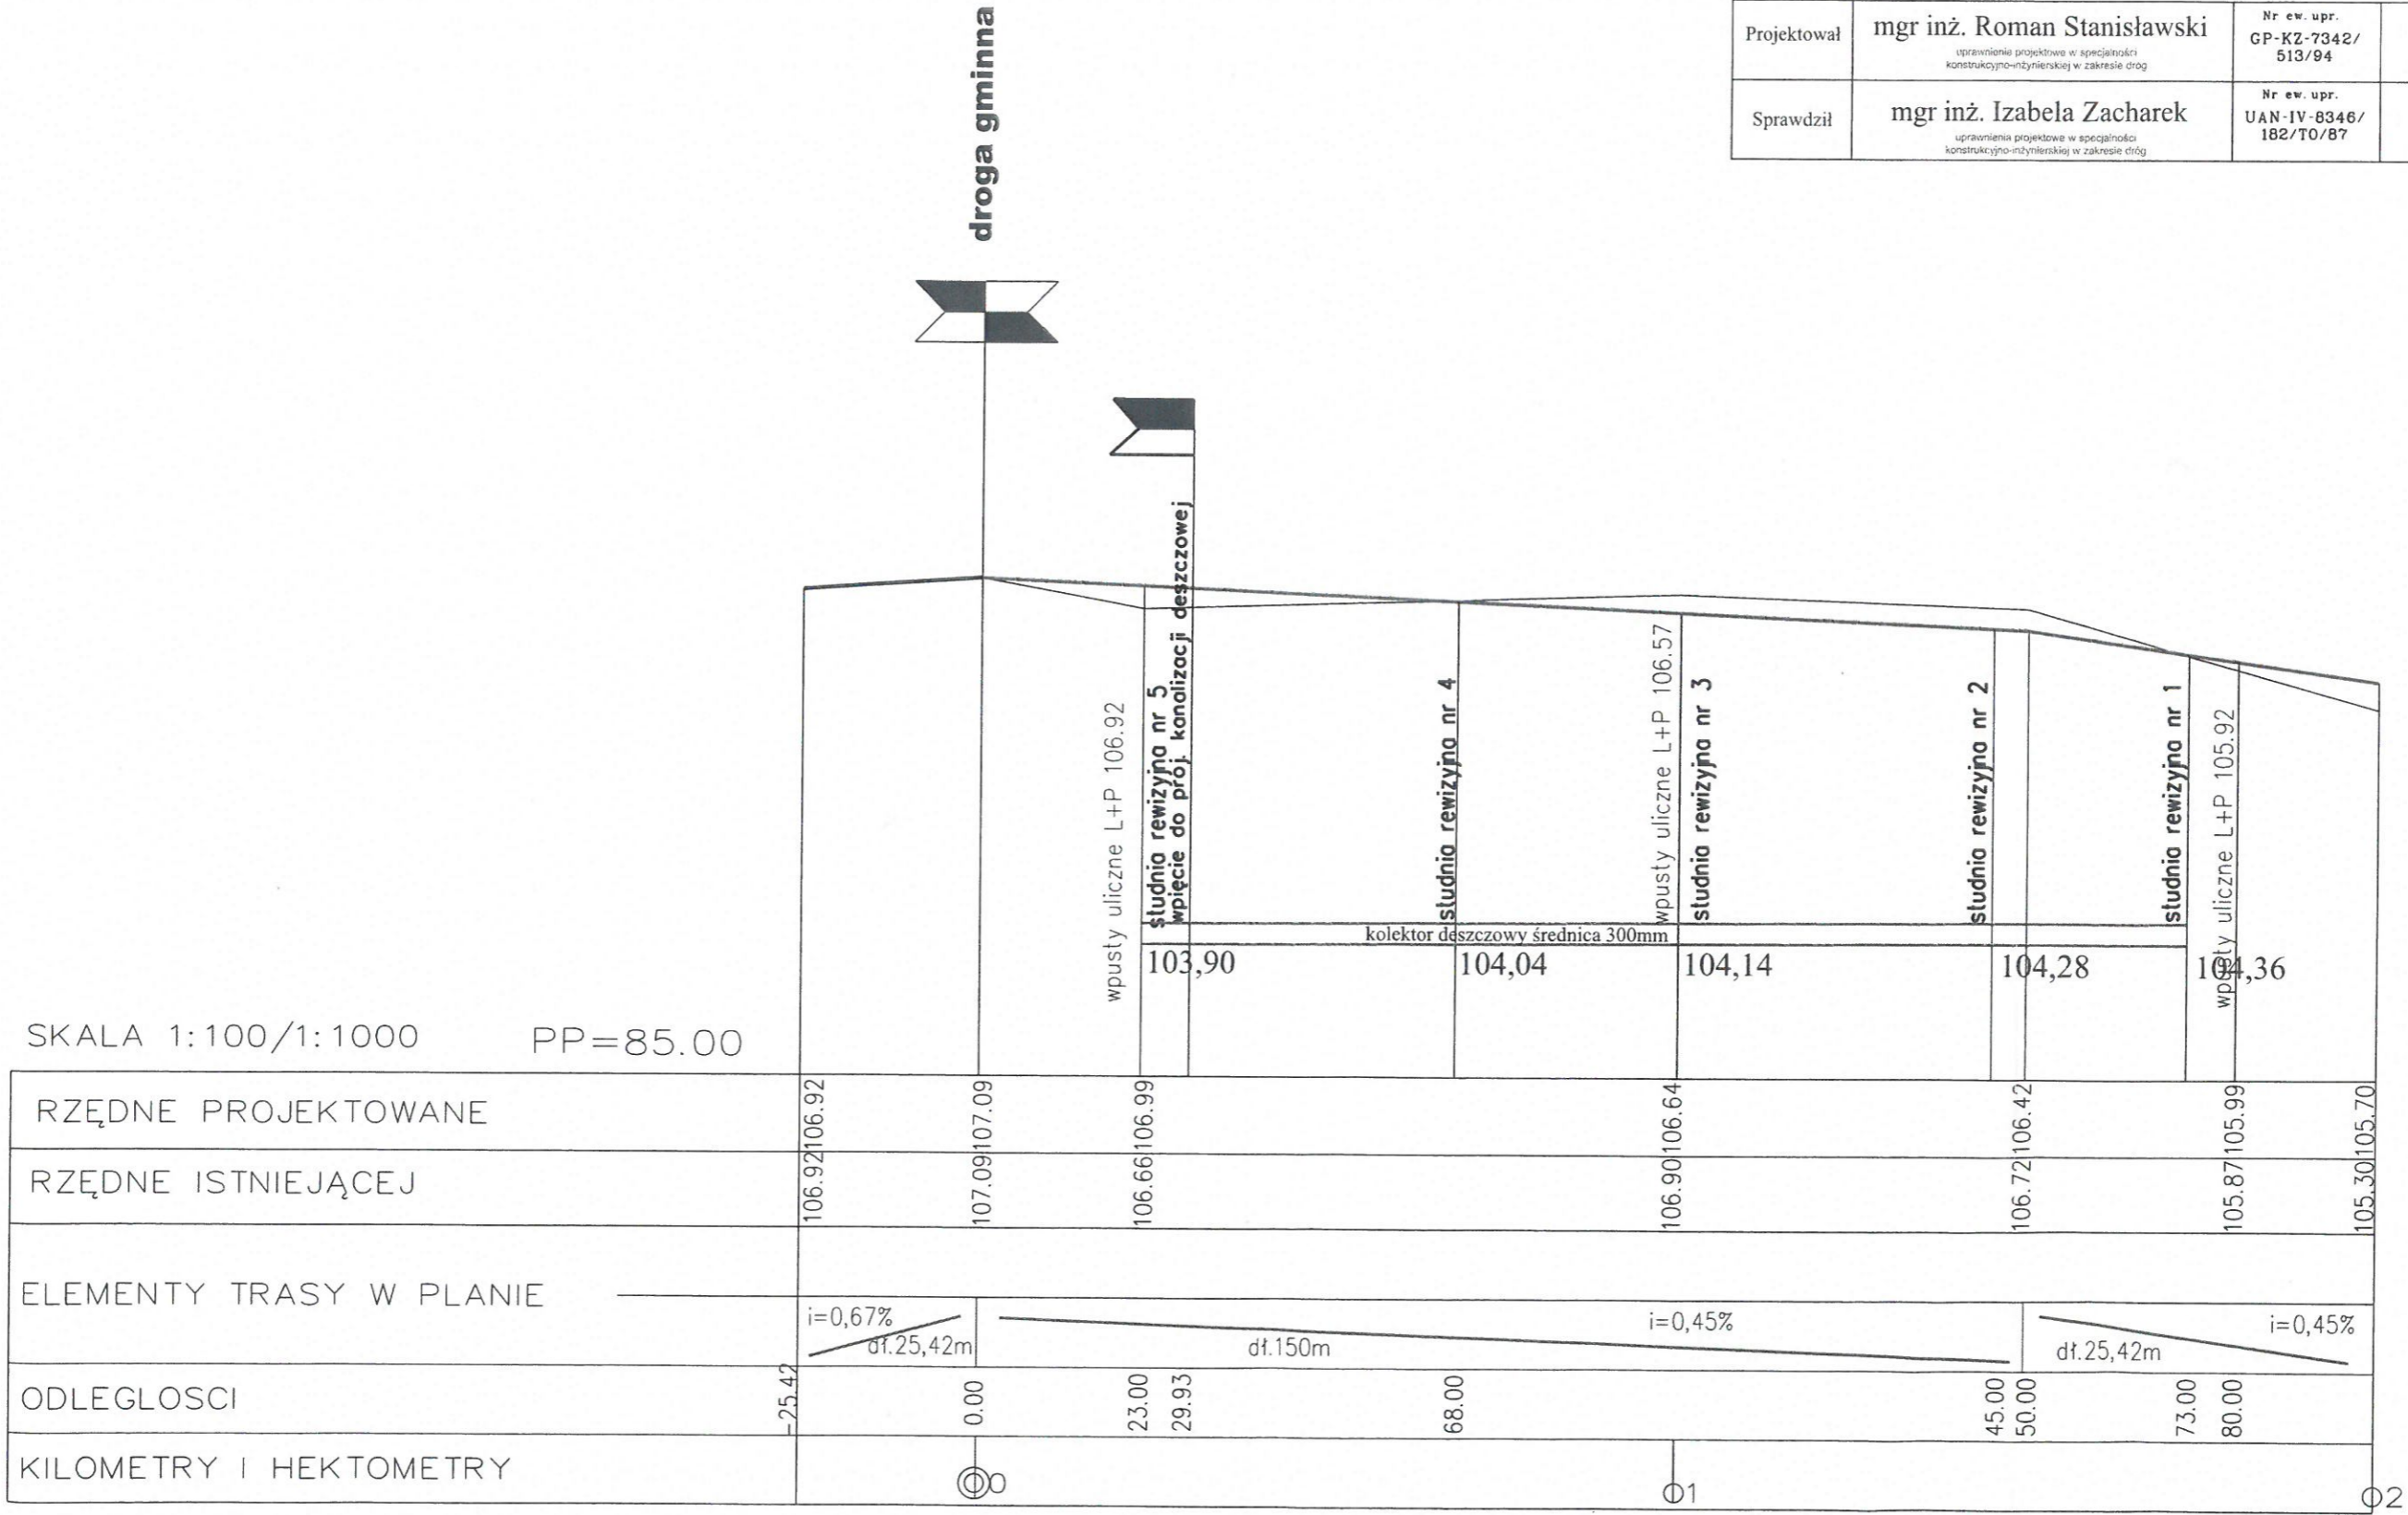 droga gminna
Projektował
mgr inż. Roman Stanisławski
uprawnienia projektowe w specjalności
konstrukcyjno-inżynierskiej w zakresie dróg
Nr ew. upr.
GP-KZ-7342/
513/94
Sprawdził
mgr inż. Izabela Zacharek
uprawnienia projektowe w specjalności
konstrukcyjno-inżynierskiej w zakresie dróg
Nr ew. upr.
UAN-IV-8346/
182/TO/87
wpusty uliczne L+P 106.92
studnia rewizyjna nr 5
wpięcie do proj. kanalizacji deszczowej
studnia rewizyjna nr 4
wpusty uliczne L+P 106.57
studnia rewizyjna nr 3
studnia rewizyjna nr 2
studnia rewizyjna nr 1
wpusty uliczne L+P 105.92
kolektor deszczowy średnica 300mm
103,90
104,04
104,14
104,28
104,36
SKALA 1:100/1:1000
PP=85.00
RZĘDNE PROJEKTOWANE
106.92
107.09
106.99
106.64
106.42
105.99
105.70
RZĘDNE ISTNIEJĄCEJ
106.92
107.09
106.66
106.90
106.72
105.87
105.30
ELEMENTY TRASY W PLANIE
i=0,67%
dł.25,42m
dł.150m
i=0,45%
dł.25,42m
i=0,45%
ODLEGLOSCI
-25.42
0.00
23.00
29.93
68.00
45.00
50.00
73.00
80.00
KILOMETRY I HEKTOMETRY
0
1
2